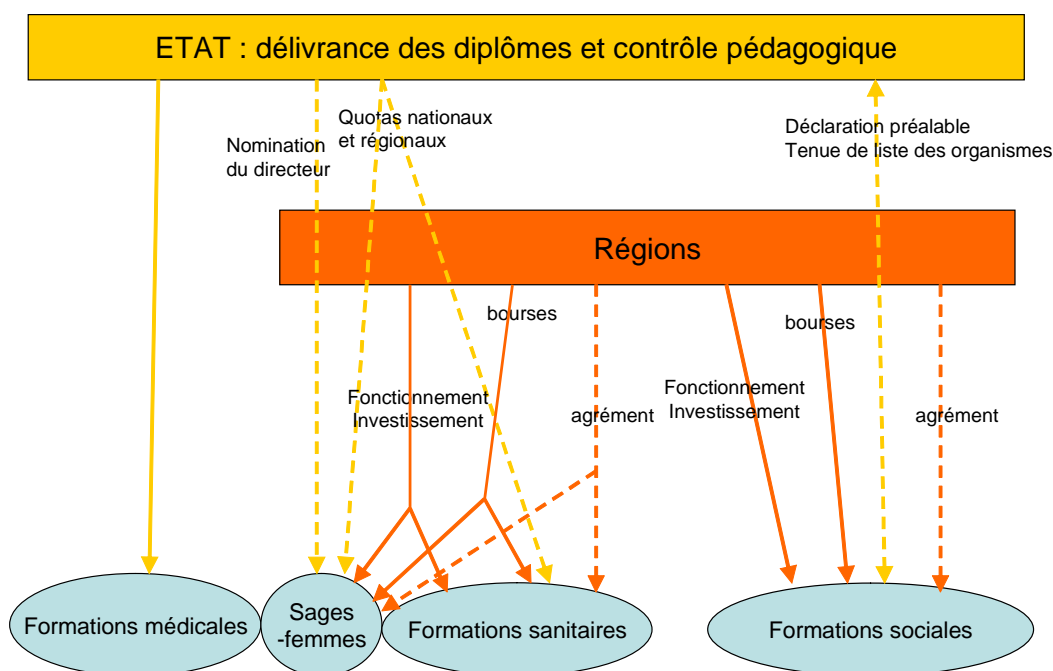 ETAT : délivrance des diplômes et contrôle pédagogique
Quotas nationaux
et régionaux
Nomination
du directeur
Déclaration préalable
Tenue de liste des organismes
Régions
bourses
bourses
Fonctionnement
Investissement
agrément
Fonctionnement
Investissement
agrément
Formations médicales
Sages
-femmes
Formations sanitaires
Formations sociales